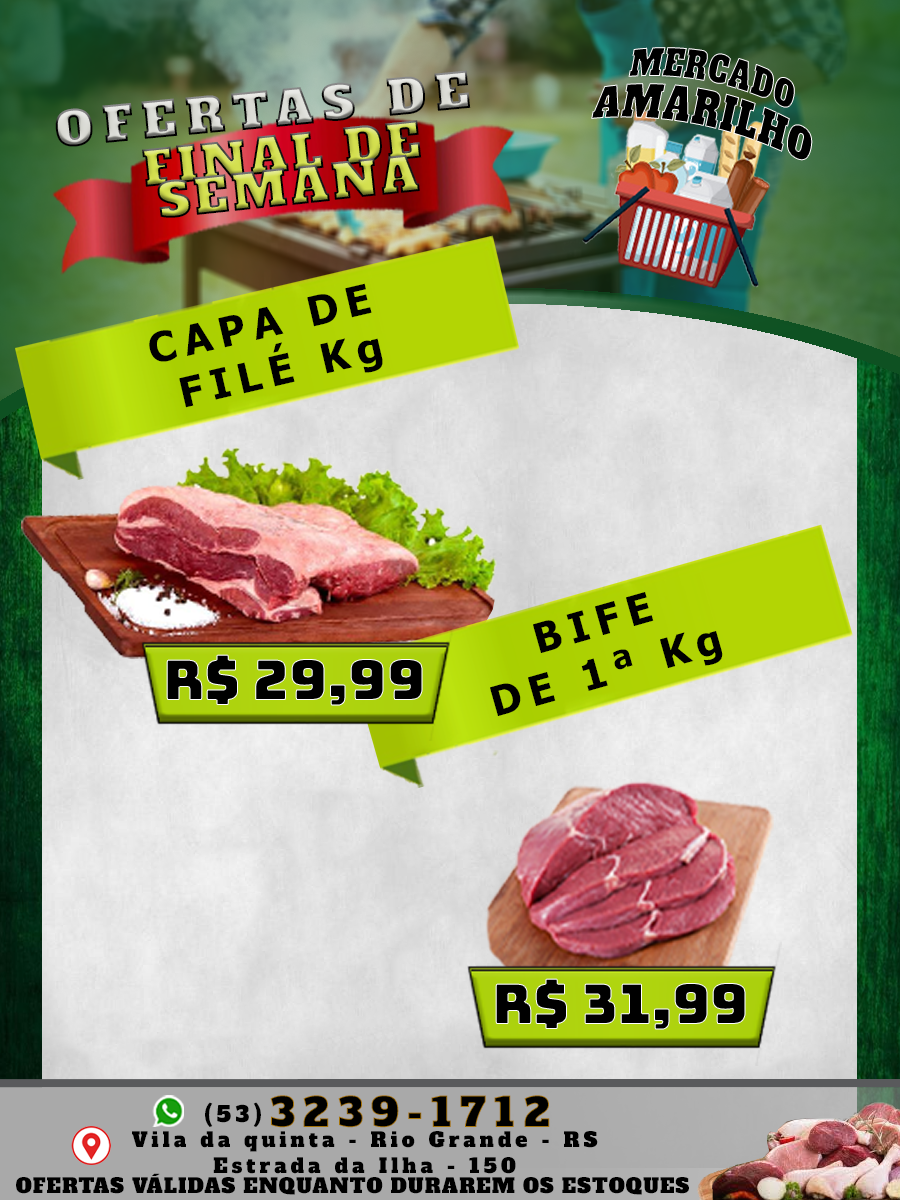 OFERTAS DE
FINAL DE
SEMANA
MERCADO
AMARILHO
CAPA DE
FILÉ Kg
R$ 29,99
BIFE
DE 1ª Kg
R$ 31,99
(53) 3239-1712
Vila da quinta - Rio Grande - RS
Estrada da Ilha - 150
OFERTAS VÁLIDAS ENQUANTO DURAREM OS ESTOQUES